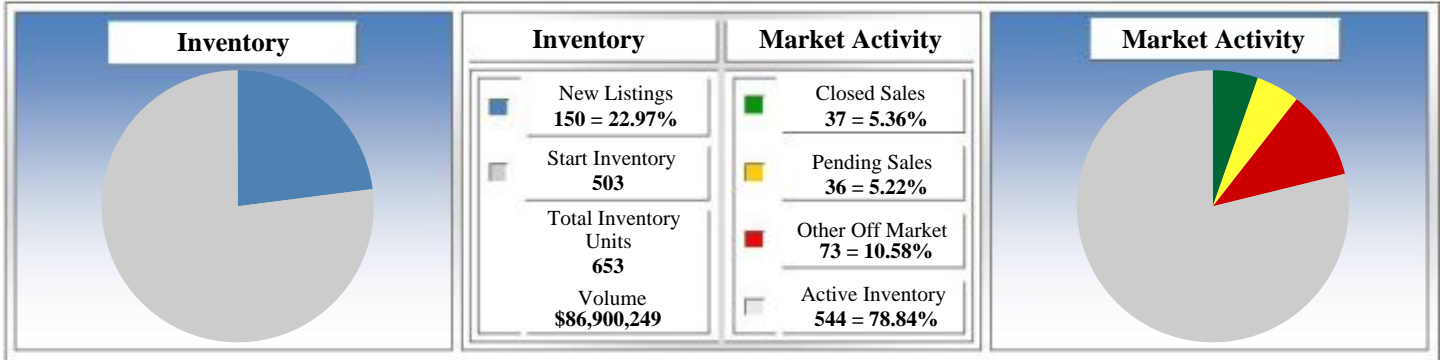 Inventory
Inventory
Market Activity
New Listings
150 = 22.97%
Start Inventory
503
Total Inventory
Units
653
Volume
$86,900,249
Closed Sales
37 = 5.36%
Pending Sales
36 = 5.22%
Other Off Market
73 = 10.58%
Active Inventory
544 = 78.84%
Market Activity